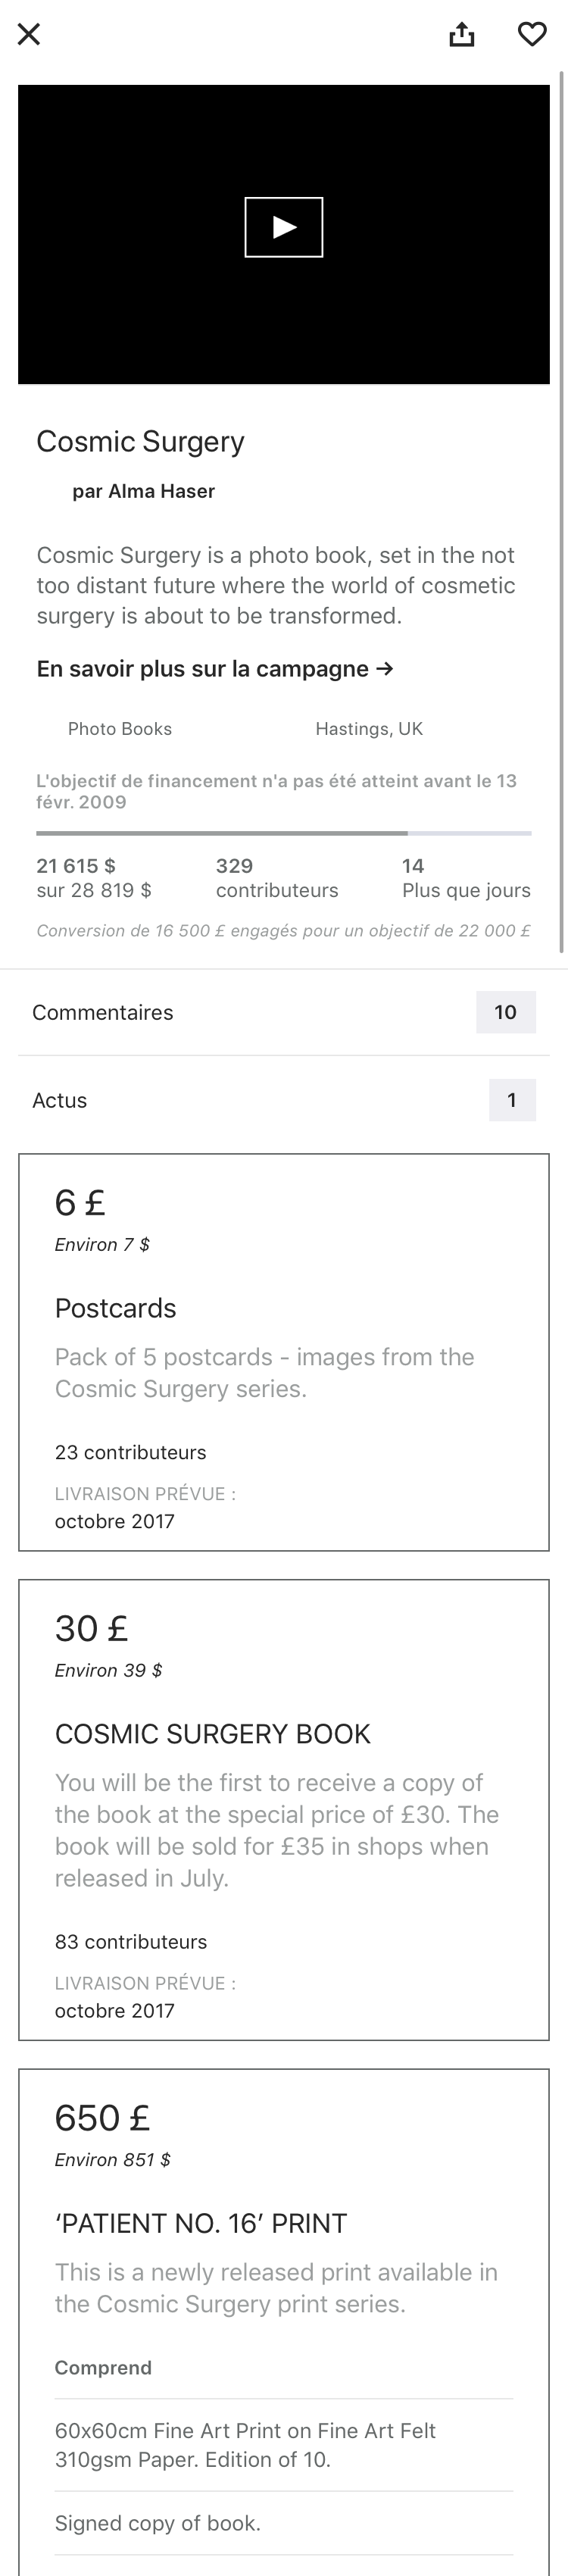 Cosmic Surgery
par Alma Haser
Cosmic Surgery is a photo book, set in the not
too distant future where the world of cosmetic
surgery is about to be transformed.
En savoir plus sur la campagne →
Photo Books
Hastings, UK
L'objectif de financement n'a pas été atteint avant le 13
févr. 2009
21 615 $
sur 28 819 $
329
contributeurs
14
Plus que jours
Conversion de 16 500 £ engagés pour un objectif de 22 000 £
Commentaires
10
Actus
1
6 £
Environ 7 $
Postcards
Pack of 5 postcards - images from the
Cosmic Surgery series.
23 contributeurs
LIVRAISON PRÉVUE :
octobre 2017
30 £
Environ 39 $
COSMIC SURGERY BOOK
You will be the first to receive a copy of
the book at the special price of £30. The
book will be sold for £35 in shops when
released in July.
83 contributeurs
LIVRAISON PRÉVUE :
octobre 2017
650 £
Environ 851 $
‘PATIENT NO. 16’ PRINT
This is a newly released print available in
the Cosmic Surgery print series.
Comprend
60x60cm Fine Art Print on Fine Art Felt
310gsm Paper. Edition of 10.
Signed copy of book.